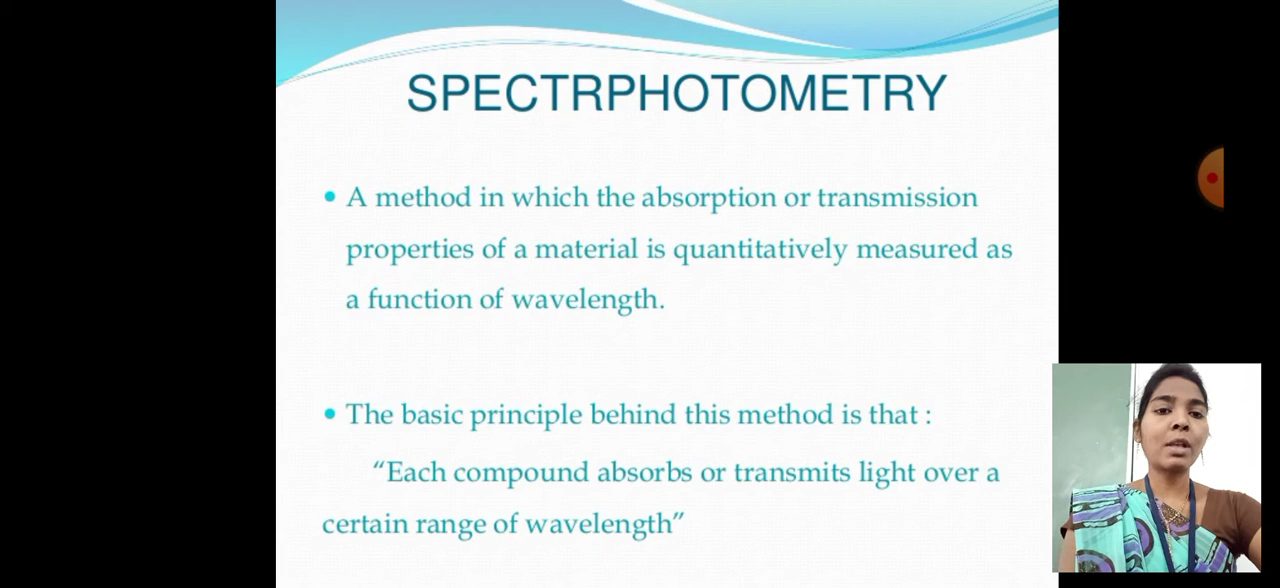 SPECTRPHOTOMETRY
• A method in which the absorption or transmission
properties of a material is quantitatively measured as
a function of wavelength.
• The basic principle behind this method is that :
“Each compound absorbs or transmits light over a
certain range of wavelength”